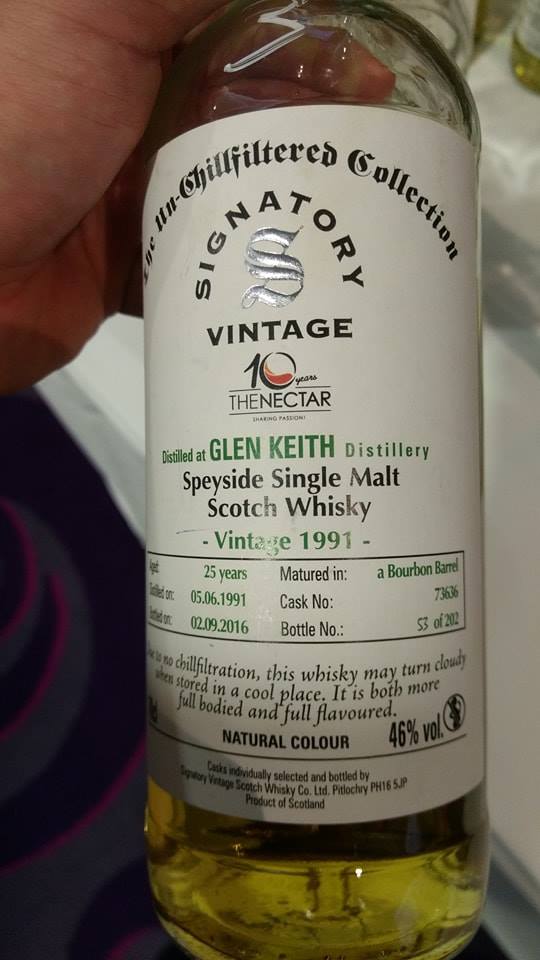 The Un-Chillfiltered Collection
SIGNATORY
S
VINTAGE
10 years
THENECTAR
SHARING PASSION!
Distilled at GLEN KEITH Distillery
Speyside Single Malt
Scotch Whisky
- Vintage 1991 -
Aged: 25 years Matured in: a Bourbon Barrel
Distilled on: 05.06.1991 Cask No: 73636
Bottled on: 02.09.2016 Bottle No.: 53 of 202
to no chillfiltration, this whisky may turn cloudy
when stored in a cool place. It is both more
full bodied and full flavoured.
NATURAL COLOUR 46% vol.
Casks individually selected and bottled by
Signatory Vintage Scotch Whisky Co. Ltd. Pitlochry PH16 5JP
Product of Scotland